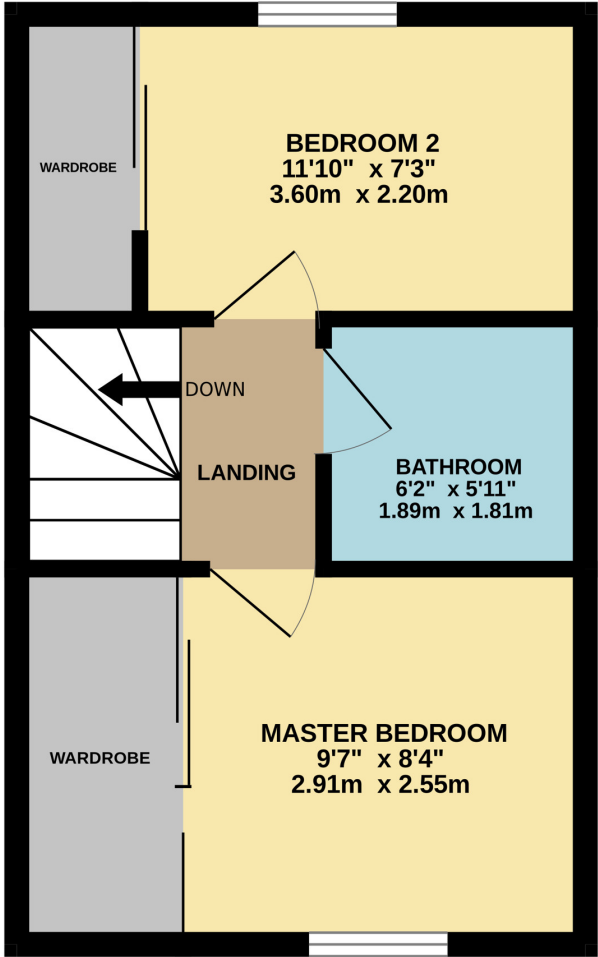 BEDROOM 2
11'10" x 7'3"
3.60m x 2.20m
WARDROBE
DOWN
LANDING
BATHROOM
6'2" x 5'11"
1.89m x 1.81m
MASTER BEDROOM
9'7" x 8'4"
2.91m x 2.55m
WARDROBE